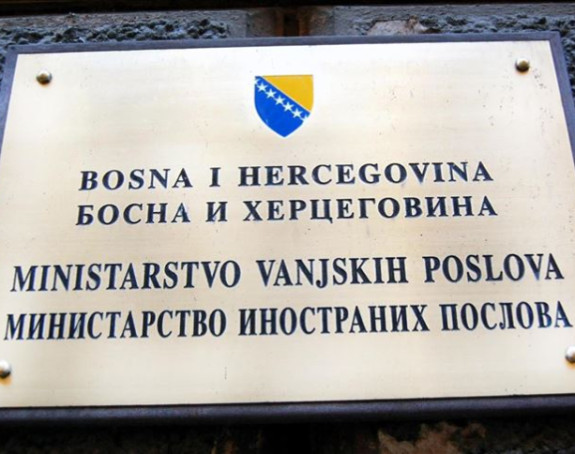 BOSNA I HERCEGOVINA
БОСНА И ХЕРЦЕГОВИНА
MINISTARSTVO VANJSKIH POSLOVA
МИНИСТАРСТВО ИНОСТРАНИХ ПОСЛОВА